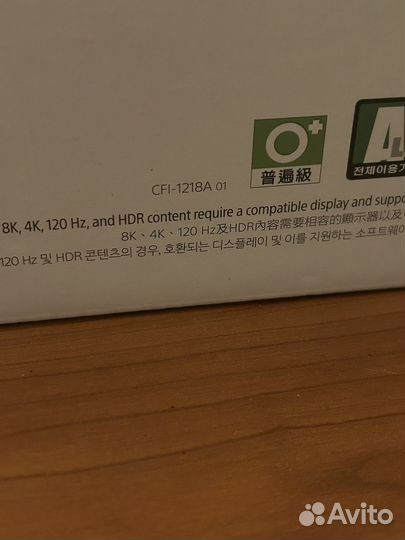 普遍級
ALL
전체이용가
CFI-1218A 01
8K, 4K, 120 Hz, and HDR content require a compatible display and
8K、4K、120 Hz及HDR內容需要相容的顯示器以及
120 Hz 및 HDR 콘텐츠의 경우, 호환되는 디스플레이 및 이를 지원하는
Avito